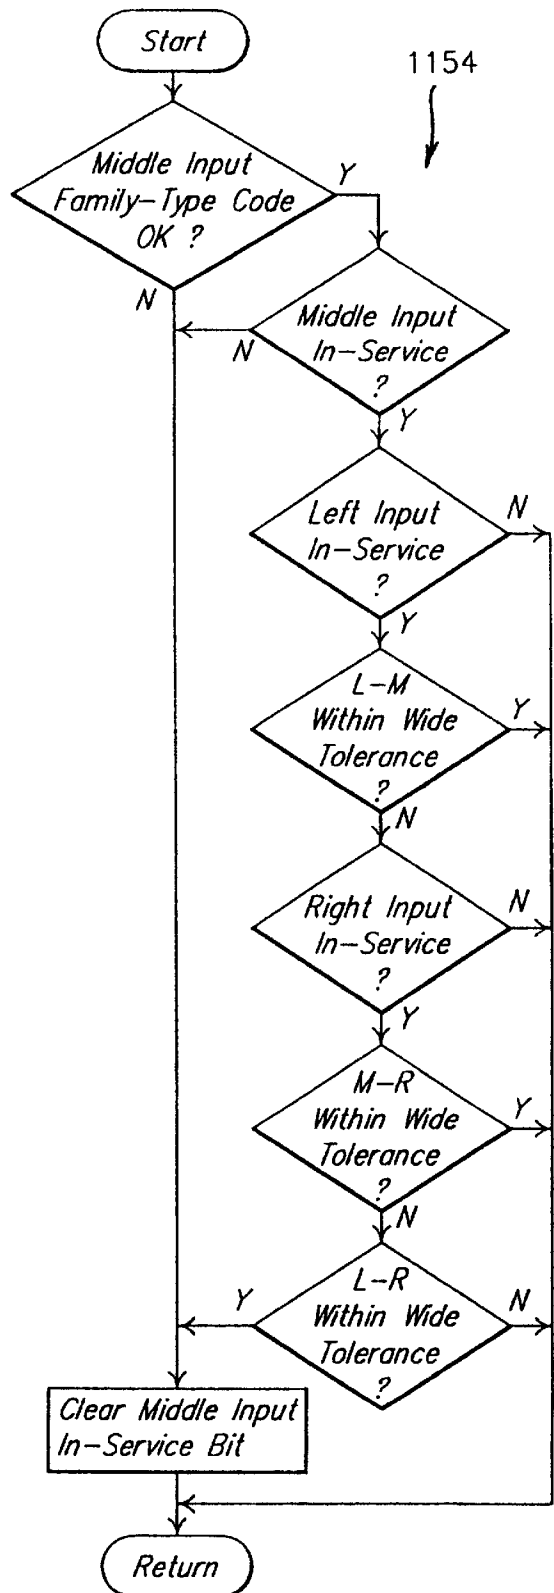 Start
1154
Middle Input
Family-Type Code
OK ?
Y
N
Middle Input
In-Service
?
N
Y
Left Input
In-Service
?
N
Y
L-M
Within Wide
Tolerance
?
Y
N
Right Input
In-Service
?
N
Y
M-R
Within Wide
Tolerance
?
Y
N
L-R
Within Wide
Tolerance
?
Y
N
Clear Middle Input
In-Service Bit
Return